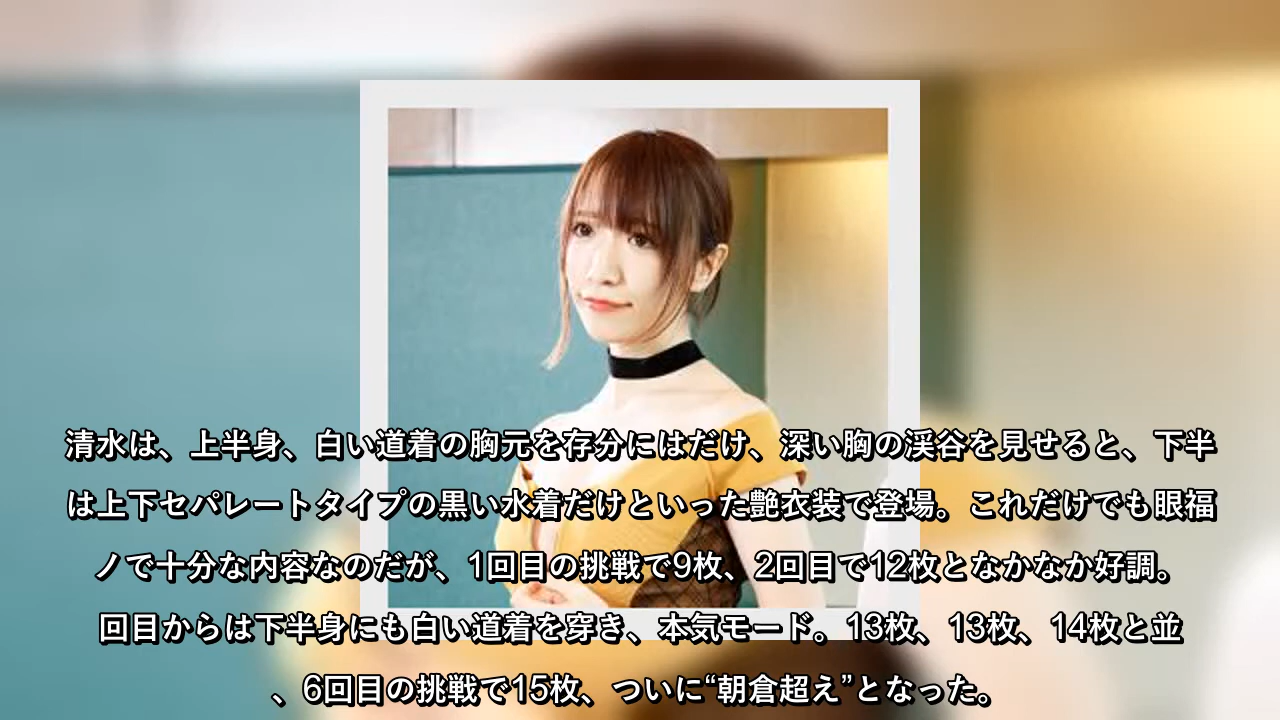 清水は、上半身、白い道着の胸元を存分にはだけ、深い胸の渓谷を見せると、下半
は上下セパレートタイプの黒い水着だけといった艶衣装で登場。これだけでも眼福
ノで十分な内容なのだが、1回目の挑戦で9枚、2回目で12枚となかなか好調。
回目からは下半身にも白い道着を穿き、本気モード。13枚、13枚、14枚と並
、6回目の挑戦で15枚、ついに“朝倉超え”となった。